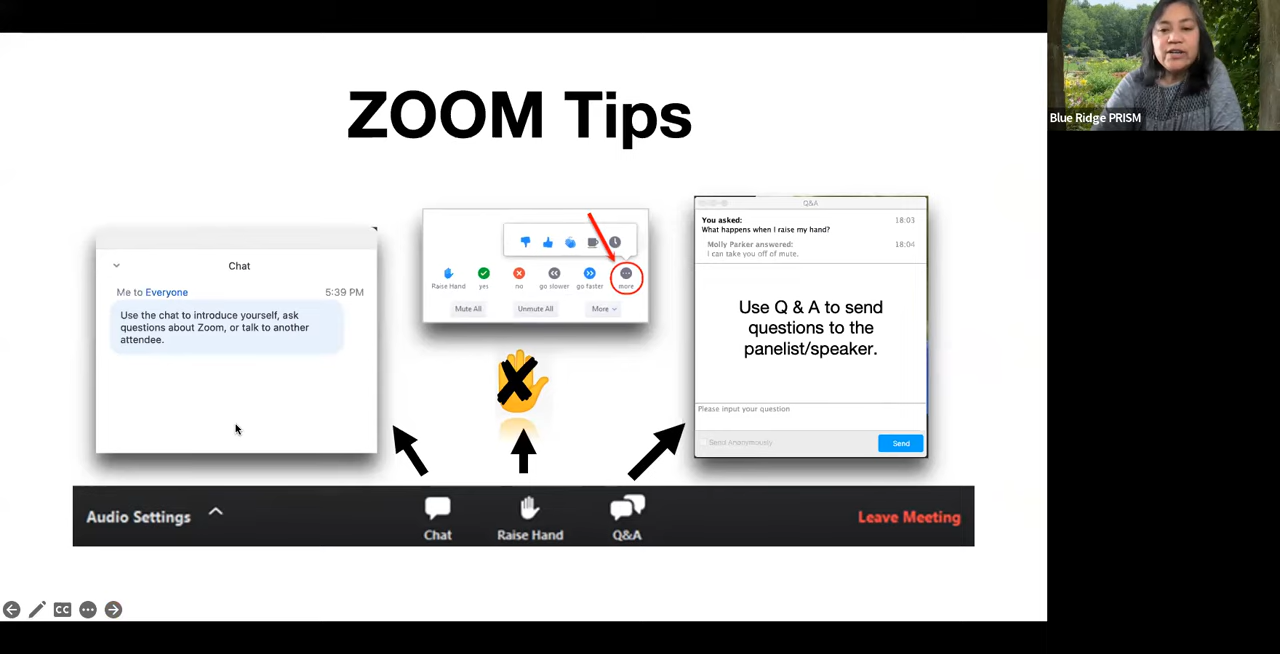 ZOOM Tips
Blue Ridge PRISM
Chat
Me to Everyone 5:39 PM
Use the chat to introduce yourself, ask
questions about Zoom, or talk to another
attendee.
Raise Hand yes no go slower go faster more
Mute All Unmute All More
Q&A
You asked: 18:03
What happens when I raise my hand?
Molly Parker answered: 18:04
I can take you off of mute.
Use Q & A to send
questions to the
panelist/speaker.
Please input your question
Send Anonymously Send
Audio Settings Chat Raise Hand Q&A Leave Meeting
CC